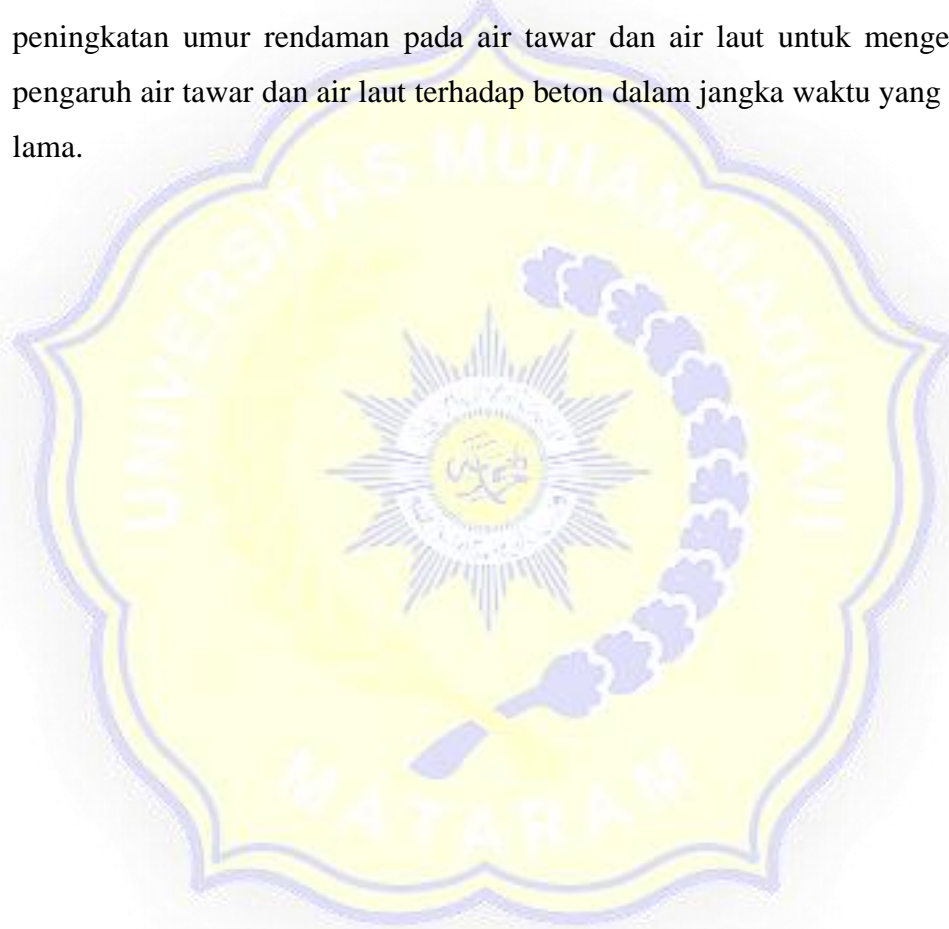 peningkatan umur rendaman pada air tawar dan air laut untuk menge
pengaruh air tawar dan air laut terhadap beton dalam jangka waktu yang
lama.
UNIVERSITAS MUHAMMADIYAH
MATARAM